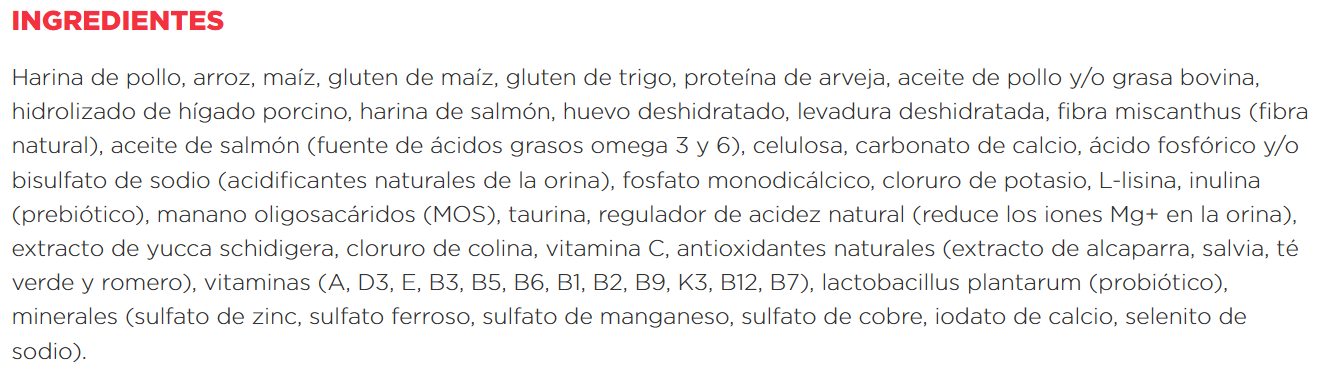 INGREDIENTES
Harina de pollo, arroz, maíz, gluten de maíz, gluten de trigo, proteína de arveja, aceite de pollo y/o grasa bovina,
hidrolizado de hígado porcino, harina de salmón, huevo deshidratado, levadura deshidratada, fibra miscanthus (fibra
natural), aceite de salmón (fuente de ácidos grasos omega 3 y 6), celulosa, carbonato de calcio, ácido fosfórico y/o
bisulfato de sodio (acidificantes naturales de la orina), fosfato monodicálcico, cloruro de potasio, L-lisina, inulina
(prebiótico), manano oligosacáridos (MOS), taurina, regulador de acidez natural (reduce los iones Mg+ en la orina),
extracto de yucca schidigera, cloruro de colina, vitamina C, antioxidantes naturales (extracto de alcaparra, salvia, té
verde y romero), vitaminas (A, D3, E, B3, B5, B6, B1, B2, B9, K3, B12, B7), lactobacillus plantarum (probiótico),
minerales (sulfato de zinc, sulfato ferroso, sulfato de manganeso, sulfato de cobre, iodato de calcio, selenito de
sodio).